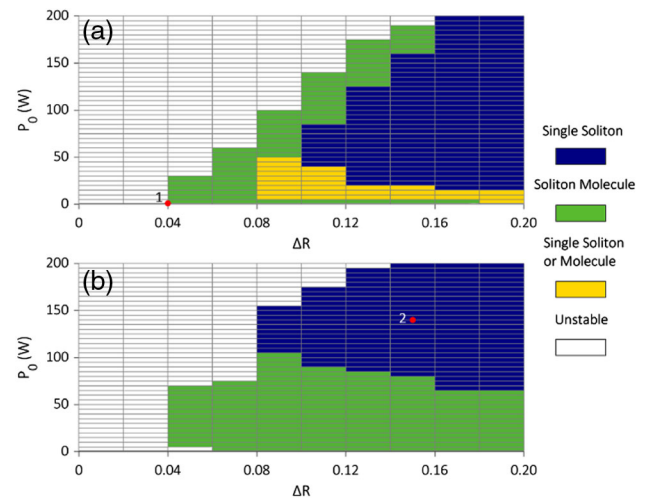 (a)
P0 (W)
200
150
100
50
0
1
0
0.04
0.08
0.12
0.16
0.20
ΔR
Single Soliton
Soliton Molecule
Single Soliton
or Molecule
Unstable
(b)
P0 (W)
200
150
100
50
0
2
0
0.04
0.08
0.12
0.16
0.20
ΔR